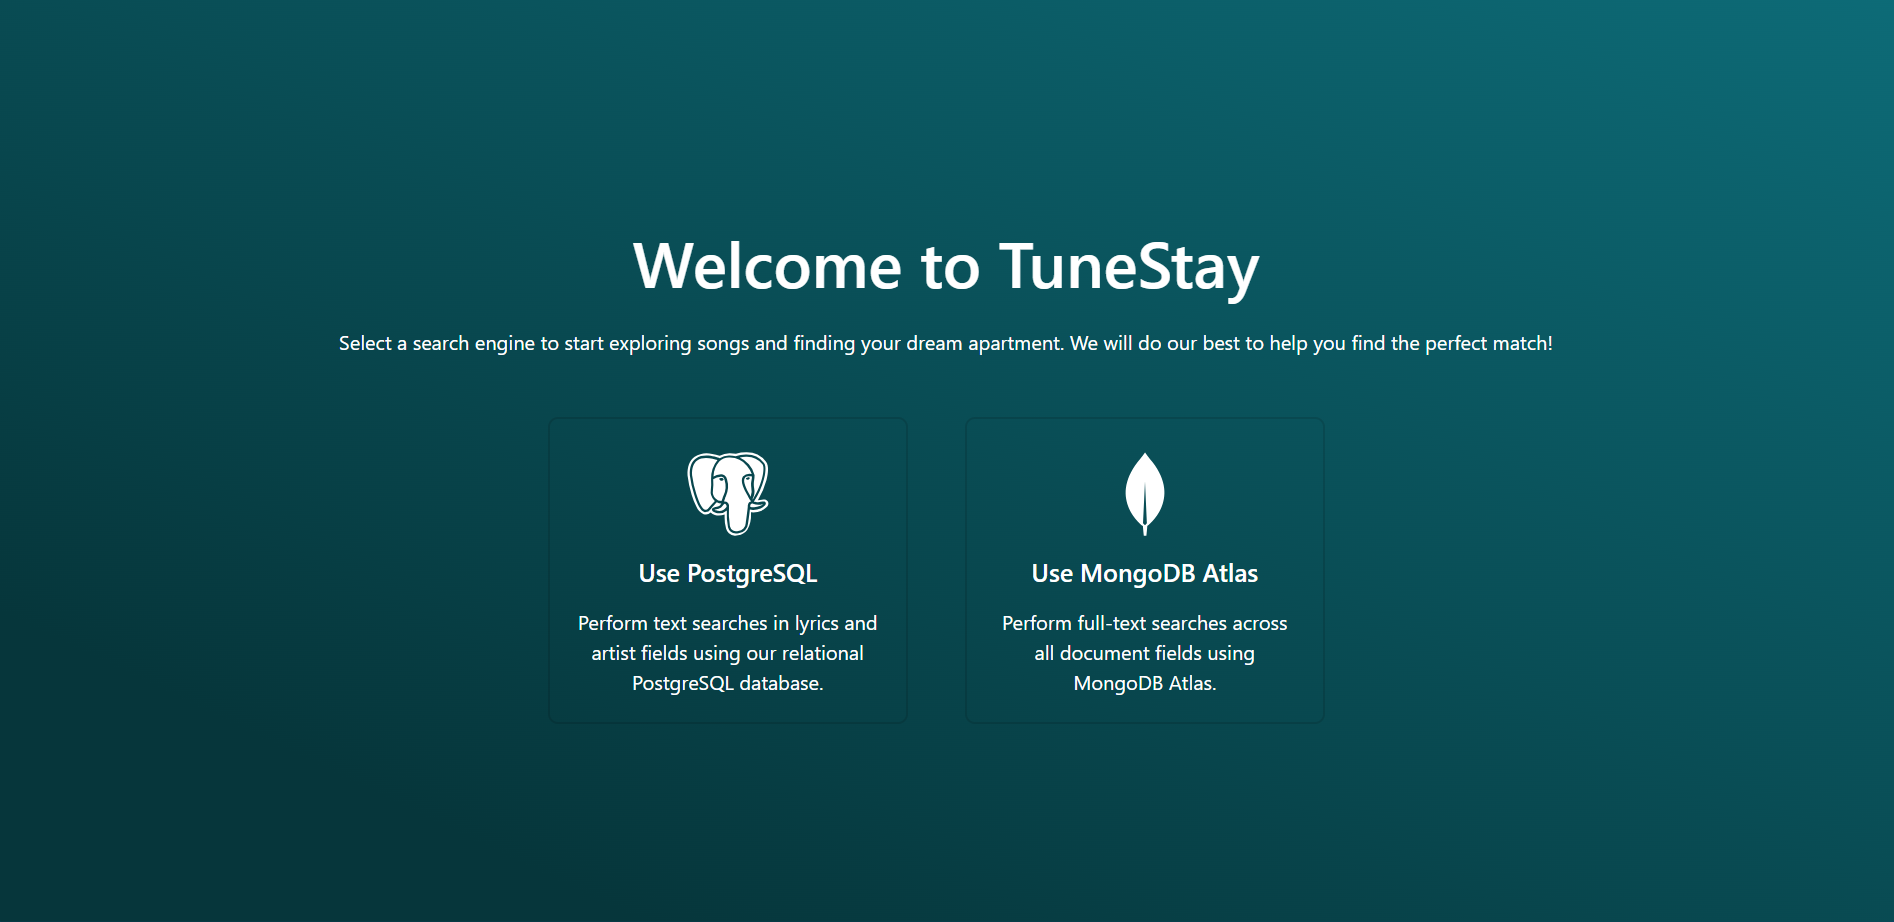 Welcome to TuneStay
Select a search engine to start exploring songs and finding your dream apartment. We will do our best to help you find the perfect match!
Use PostgreSQL
Perform text searches in lyrics and
artist fields using our relational
PostgreSQL database.
Use MongoDB Atlas
Perform full-text searches across
all document fields using
MongoDB Atlas.